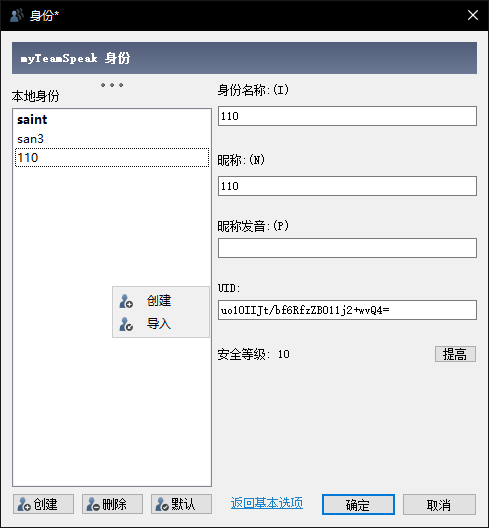 身份*
myTeamSpeak 身份
本地身份
saint
san3
110
创建
导入
身份名称:(I)
110
昵称:(N)
110
昵称发音:(P)
UID:
uo1OIIJt/bf6RfzZBO11j2+wvQ4=
安全等级: 10
提高
创建
删除
默认
返回基本选项
确定
取消